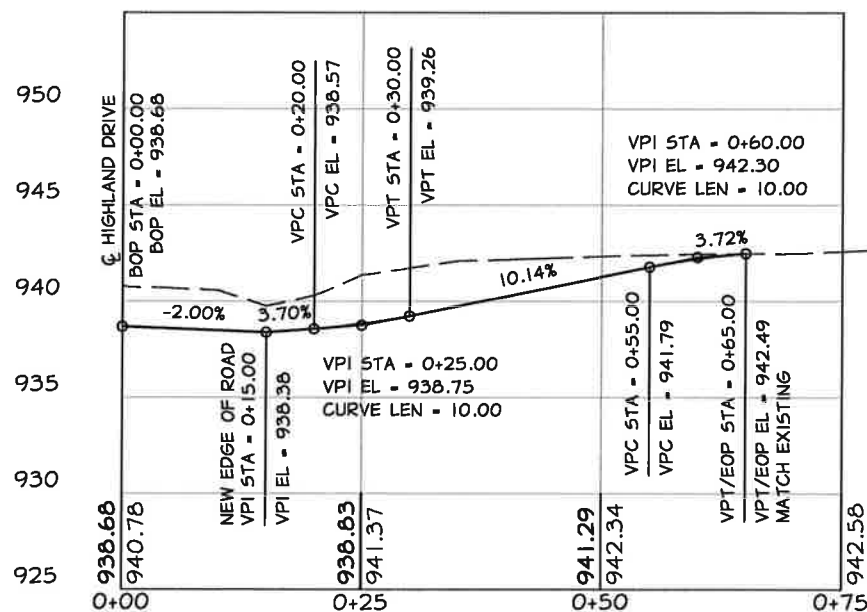 950
945
940
935
930
925
℄ HIGHLAND DRIVE
BOP STA = 0+00.00
BOP EL = 938.68
VPC STA = 0+20.00
VPC EL = 938.57
VPT STA = 0+30.00
VPT EL = 939.26
VPI STA = 0+60.00
VPI EL = 942.30
CURVE LEN = 10.00
-2.00%
3.70%
10.14%
3.72%
NEW EDGE OF ROAD
VPI STA = 0+15.00
VPI EL = 938.38
VPI STA = 0+25.00
VPI EL = 938.75
CURVE LEN = 10.00
VPC STA = 0+55.00
VPC EL = 941.79
VPT/EOP STA = 0+65.00
VPT/EOP EL = 942.49
MATCH EXISTING
938.68
940.78
938.83
941.37
941.29
942.34
942.58
0+00
0+25
0+50
0+75